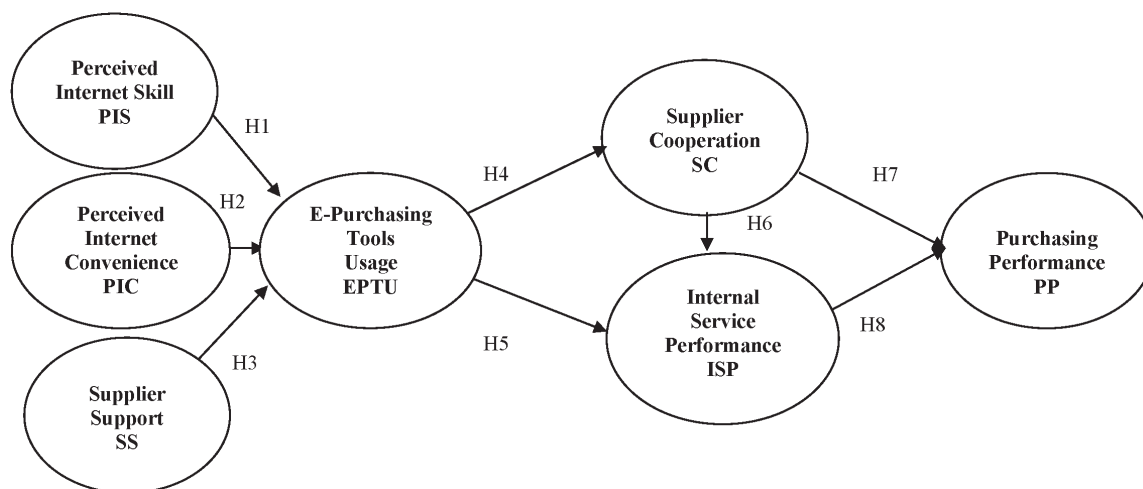 Perceived
Internet Skill
PIS
H1
Perceived
Internet
Convenience
PIC
H2
Supplier
Support
SS
H3
E-Purchasing
Tools
Usage
EPTU
H4
H5
Supplier
Cooperation
SC
H6
Internal
Service
Performance
ISP
H7
H8
Purchasing
Performance
PP